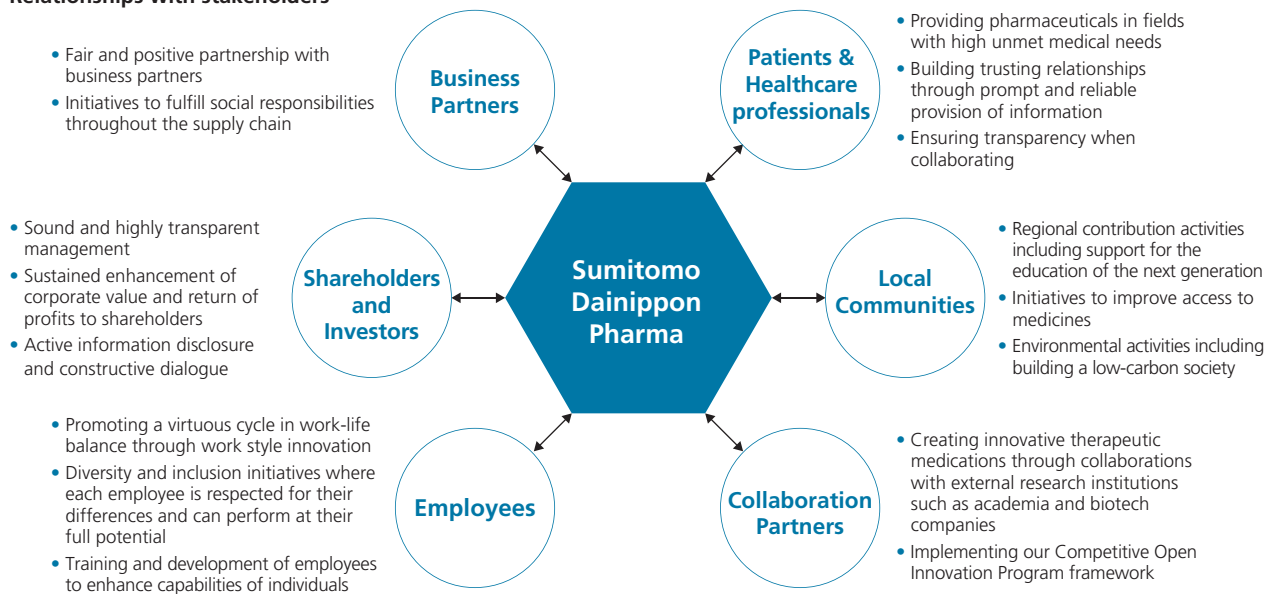 Relationships with stakeholders
• Fair and positive partnership with
business partners
• Initiatives to fulfill social responsibilities
throughout the supply chain
Business
Partners
Patients &
Healthcare
professionals
• Providing pharmaceuticals in fields
with high unmet medical needs
• Building trusting relationships
through prompt and reliable
provision of information
• Ensuring transparency when
collaborating
• Sound and highly transparent
management
• Sustained enhancement of
corporate value and return of
profits to shareholders
• Active information disclosure
and constructive dialogue
Shareholders
and
Investors
Sumitomo
Dainippon
Pharma
Local
Communities
• Regional contribution activities
including support for the
education of the next generation
• Initiatives to improve access to
medicines
• Environmental activities including
building a low-carbon society
• Promoting a virtuous cycle in work-life
balance through work style innovation
• Diversity and inclusion initiatives where
each employee is respected for their
differences and can perform at their
full potential
• Training and development of employees
to enhance capabilities of individuals
Employees
Collaboration
Partners
• Creating innovative therapeutic
medications through collaborations
with external research institutions
such as academia and biotech
companies
• Implementing our Competitive Open
Innovation Program framework